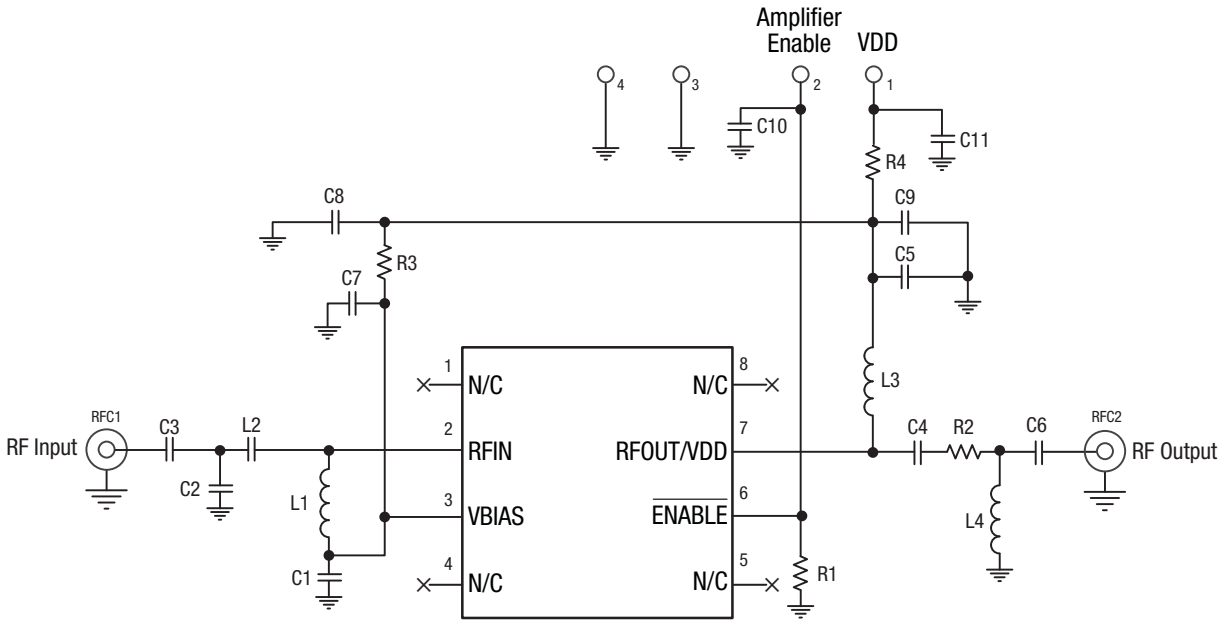 Amplifier
Enable
VDD
4
3
2
1
C10
C11
R4
C8
C9
R3
C5
C7
1
N/C
N/C
8
L3
RFC1
C3
L2
2
7
C4
R2
C6
RFC2
RF Input
RFIN
RFOUT/VDD
RF Output
C2
L1
3
VBIAS
ENABLE
6
L4
C1
4
N/C
N/C
5
R1